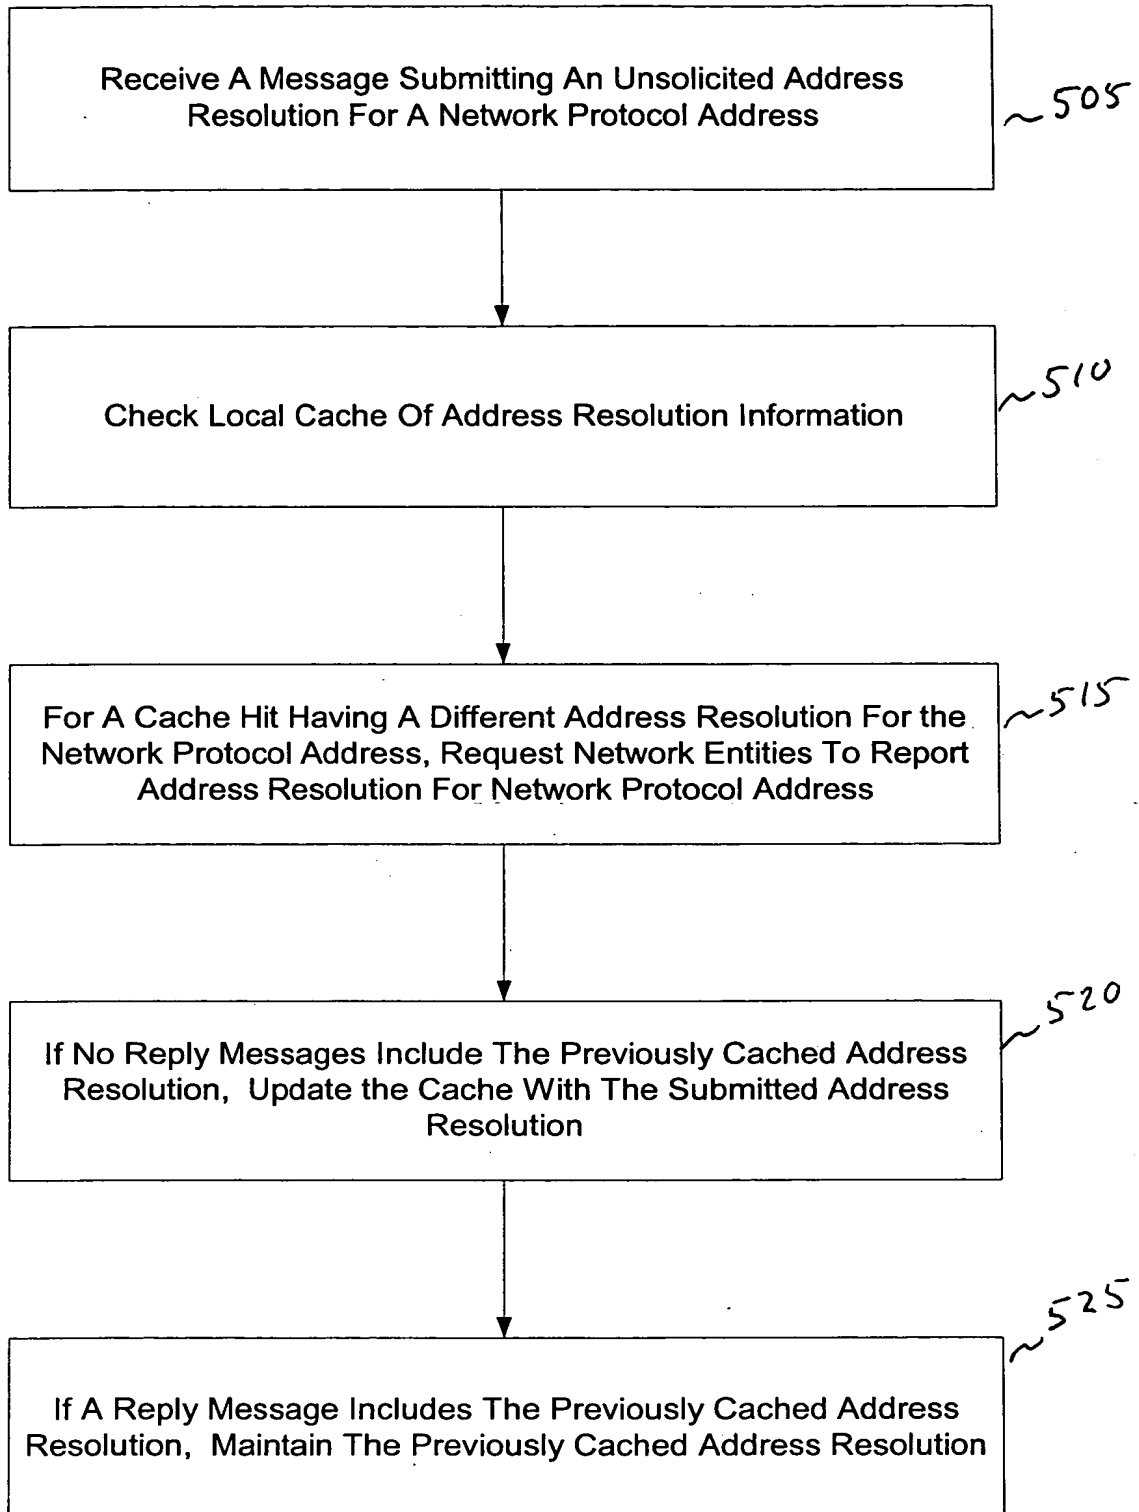 Receive A Message Submitting An Unsolicited Address
Resolution For A Network Protocol Address
505
Check Local Cache Of Address Resolution Information
510
For A Cache Hit Having A Different Address Resolution For the
Network Protocol Address, Request Network Entities To Report
Address Resolution For Network Protocol Address
515
If No Reply Messages Include The Previously Cached Address
Resolution, Update the Cache With The Submitted Address
Resolution
520
If A Reply Message Includes The Previously Cached Address
Resolution, Maintain The Previously Cached Address Resolution
525